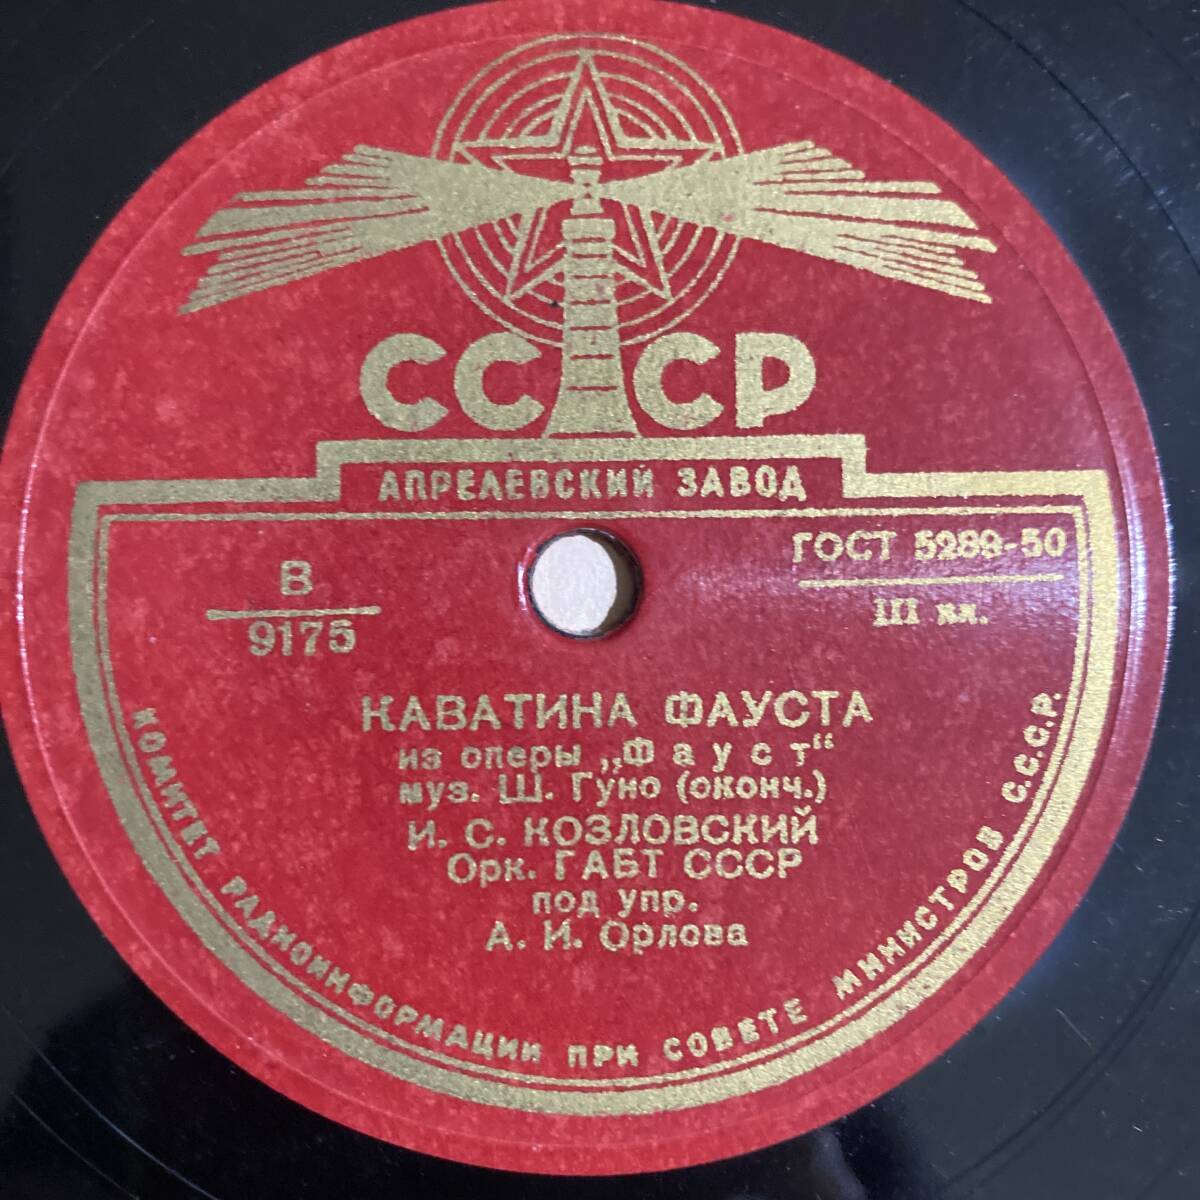 СССР
АПРЕЛЕВСКИЙ ЗАВОД
В
9175
ГОСТ 5289-50
III кл.
КАВАТИНА ФАУСТА
из оперы „Фауст“
муз. Ш. Гуно (оконч.)
И. С. КОЗЛОВСКИЙ
Орк. ГАБТ СССР
под упр.
А. И. Орлова
КОМИТЕТ РАДИОИНФОРМАЦИИ ПРИ СОВЕТЕ МИНИСТРОВ С.С.С.Р.